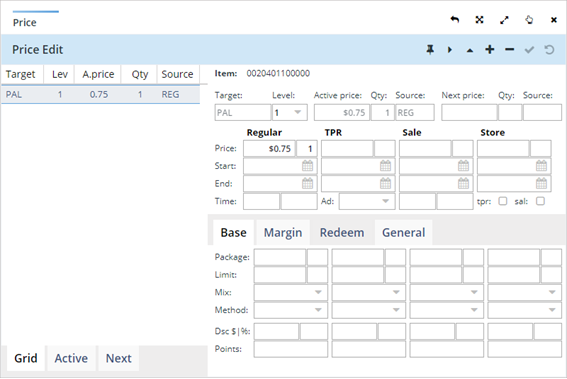 Price
Price Edit
Target Lev A.price Qty Source
PAL 1 0.75 1 REG
Grid Active Next
Item: 0020401100000
Target: Level: Active price: Qty: Source: Next price: Qty: Source:
PAL 1 $0.75 1 REG
Regular TPR Sale Store
Price: $0.75 1
Start:
End:
Time: Ad: tpr: sal:
Base Margin Redeem General
Package:
Limit:
Mix:
Method:
Dsc $|%:
Points: